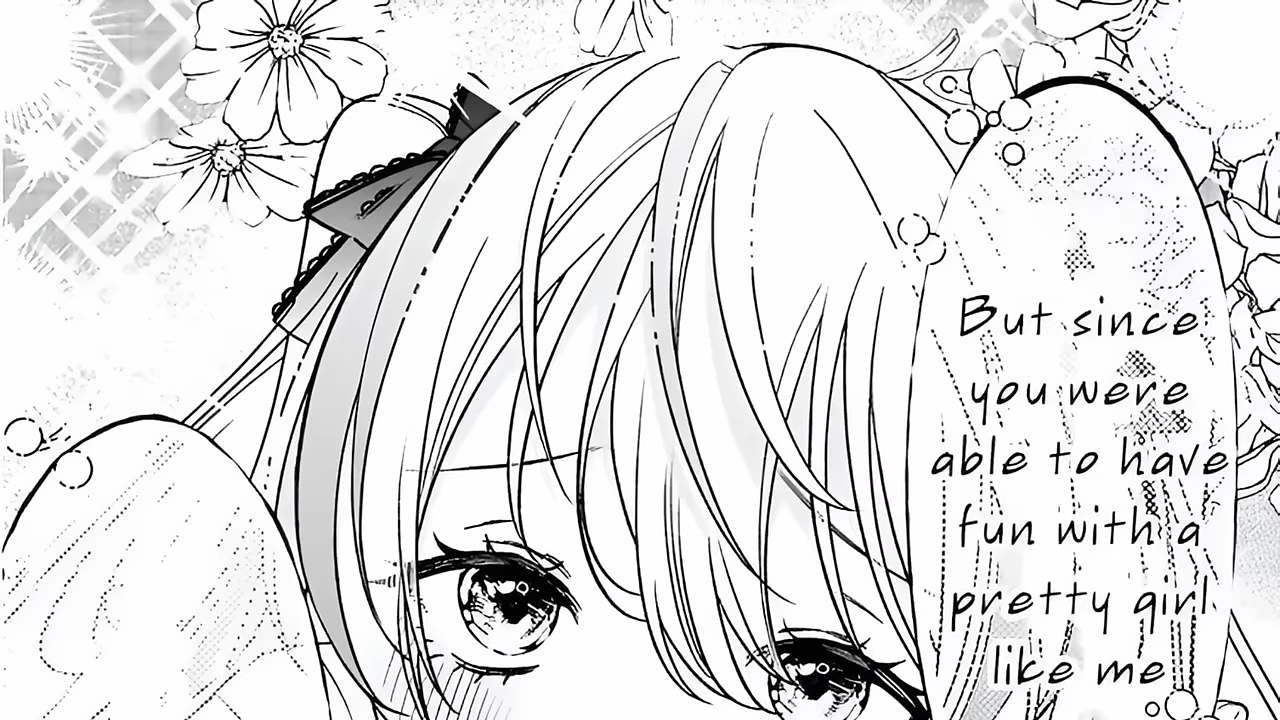 But since
you were
able to have
fun with a
pretty girl
like me